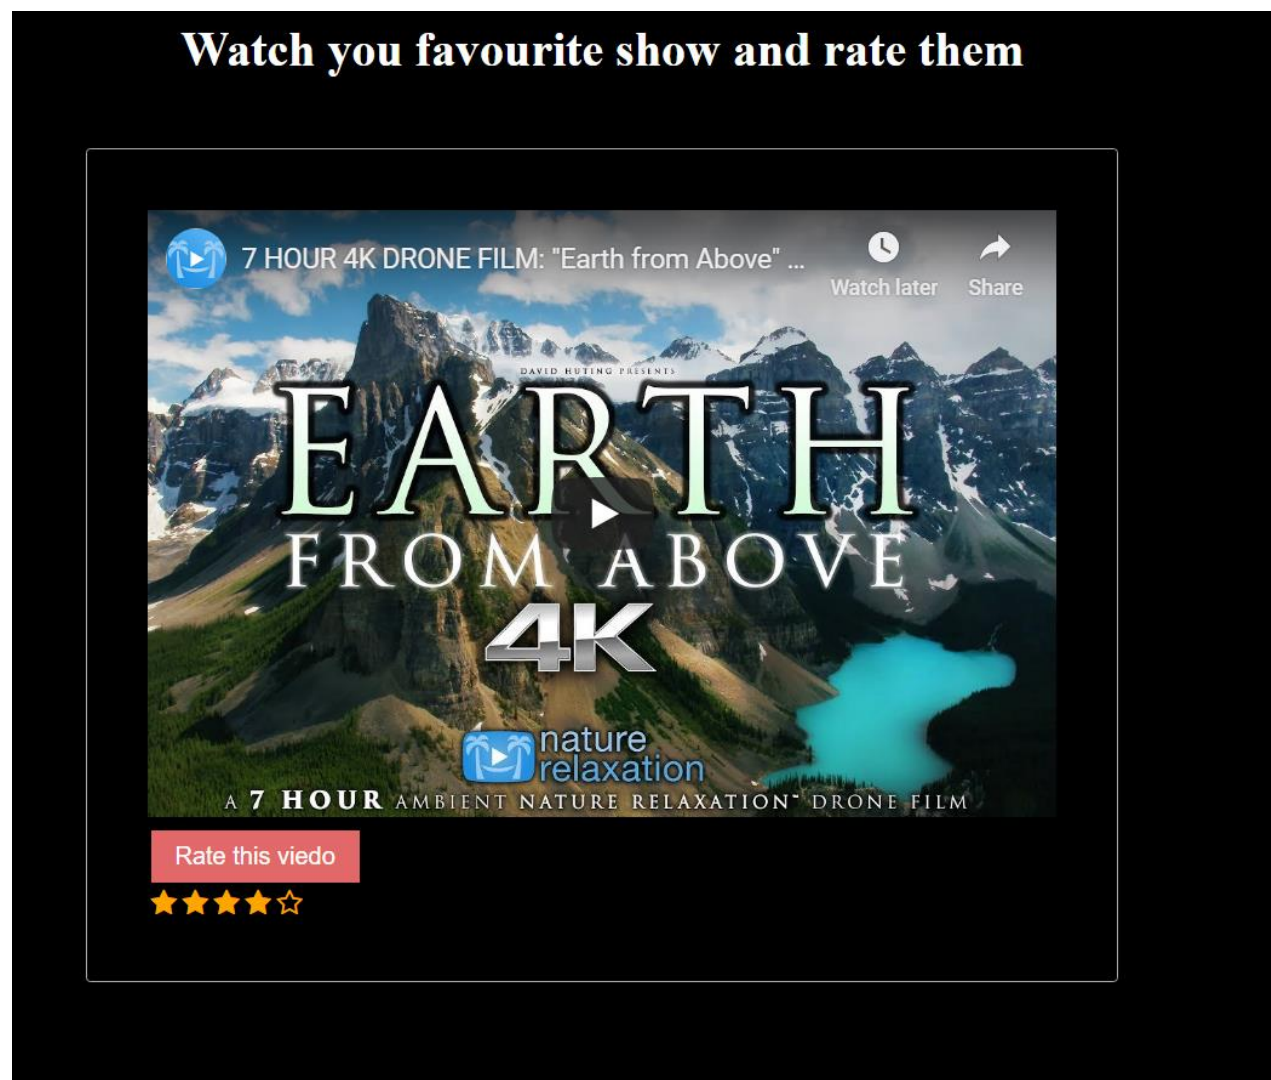 Watch you favourite show and rate them
7 HOUR 4K DRONE FILM: "Earth from Above" ...
Watch later
Share
DAVID HUTING PRESENTS
EARTH
FROM ABOVE
4K
nature
relaxation
A 7 HOUR AMBIENT NATURE RELAXATION™ DRONE FILM
Rate this viedo